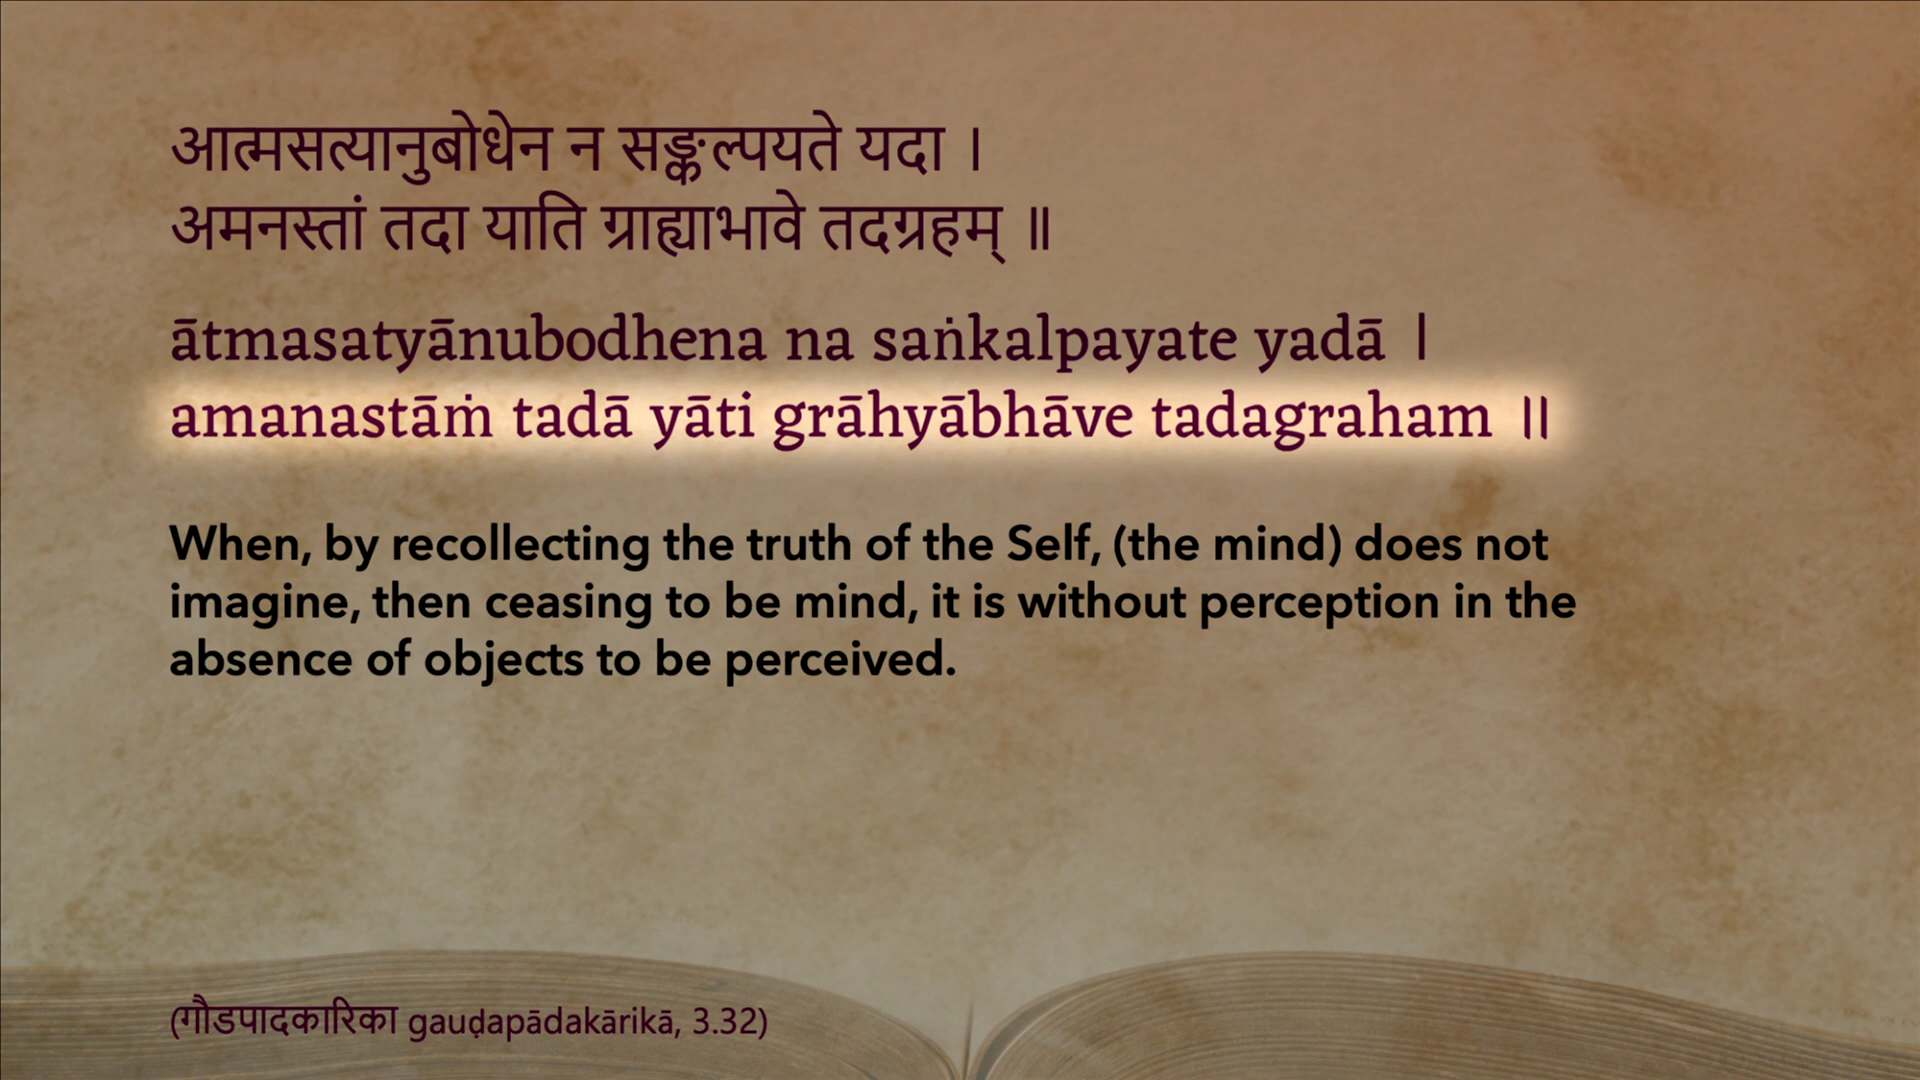 आत्मसत्यानुबोधेन न सङ्कल्पयते यदा ।
अमनस्तां तदा याति ग्राह्याभावे तदग्रहम् ॥
ātmasatyānubodhena na saṅkalpayate yadā |
amanastāṁ tadā yāti grāhyābhāve tadagraham ||
When, by recollecting the truth of the Self, (the mind) does not
imagine, then ceasing to be mind, it is without perception in the
absence of objects to be perceived.
(गौडपादकारिका gauḍapādakārikā, 3.32)